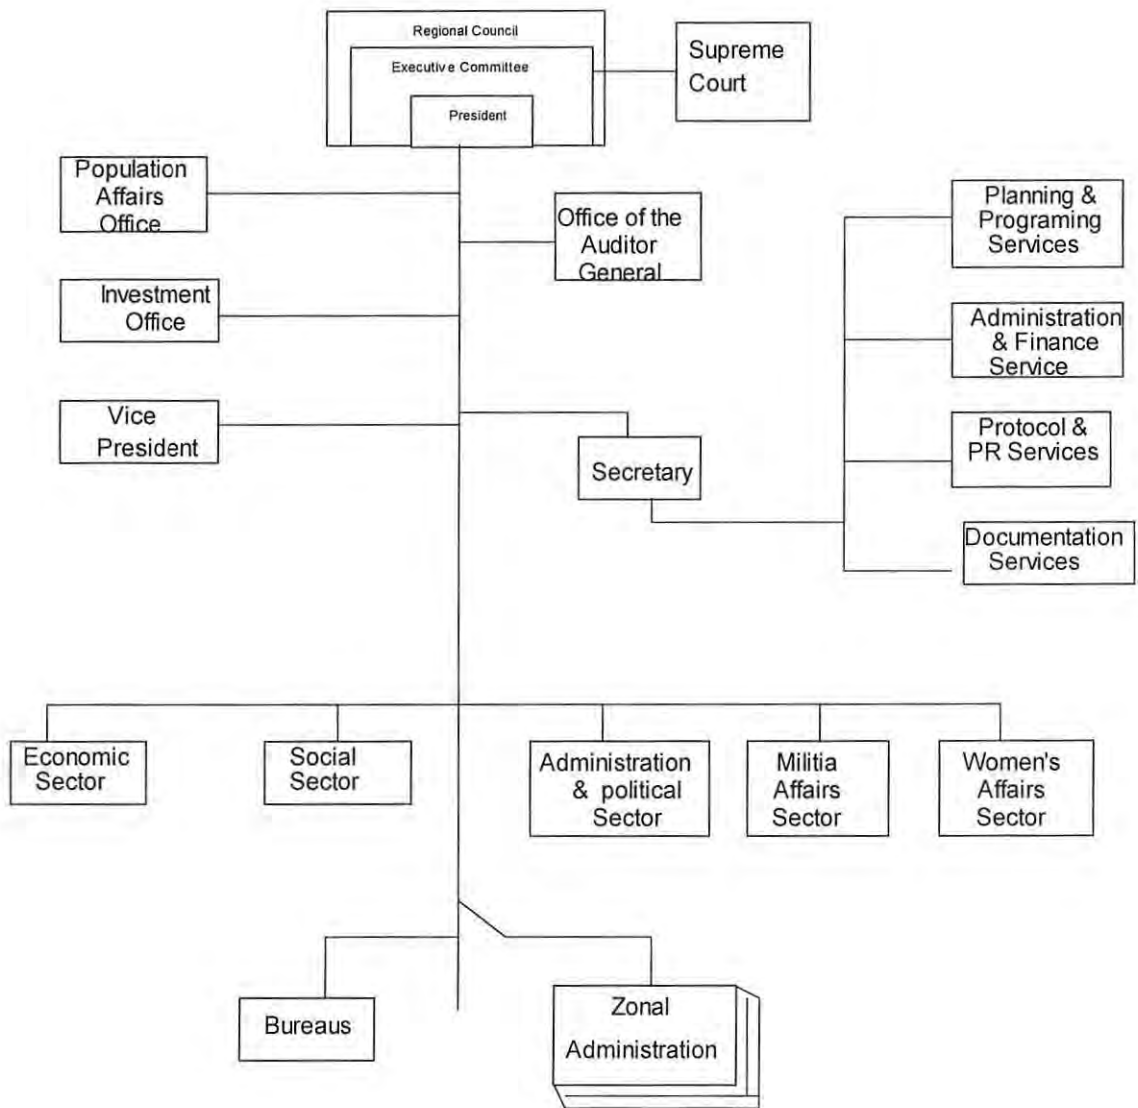 Regional Council
Executive Committee
President
Supreme
Court
Population
Affairs
Office
Office of the
Auditor
General
Planning &
Programing
Services
Investment
Office
Administration
& Finance
Service
Vice
President
Secretary
Protocol &
PR Services
Documentation
Services
Economic
Sector
Social
Sector
Administration
& political
Sector
Militia
Affairs
Sector
Women's
Affairs
Sector
Bureaus
Zonal
Administration